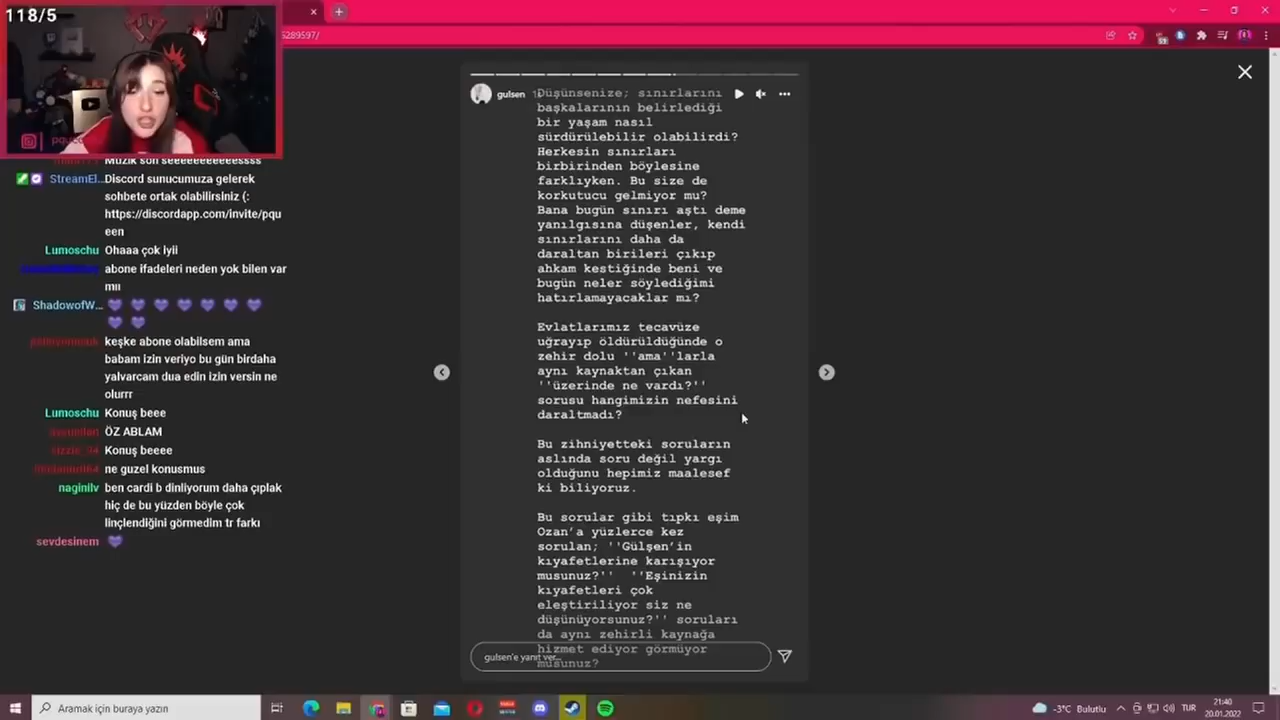 118/5
5289597/
Müzik son seeeeeeeeeeessss
StreamEl... Discord sunucumuza gelerek
sohbete ortak olabilirsiniz (:
https://discordapp.com/invite/pqu
een
Lumoschu Ohaaa çok iyii
abone ifadeleri neden yok bilen var
mıı
ShadowofW...
keşke abone olabilsem ama
babam izin veriyo bu gün birdaha
yalvarcam dua edin izin versin ne
olurrr
Lumoschu Konuş beee
ÖZ ABLAM
Konuş beeee
ne guzel konusmus
naginilv ben cardi b dinliyorum daha çıplak
hiç de bu yüzden böyle çok
linçlendiğini görmedim tr farkı
sevdesinem
gulsen
Düşünsenize; sınırlarını
başkalarının belirlediği
bir yaşam nasıl
sürdürülebilir olabilirdi?
Herkesin sınırları
birbirinden böylesine
farklıyken. Bu size de
korkutucu gelmiyor mu?
Bana bugün sınırı aştı deme
yanılgısına düşenler, kendi
sınırlarını daha da
daraltan birileri çıkıp
ahkam kestiğinde beni ve
bugün neler söylediğimi
hatırlamayacaklar mı?
Evlatlarımız tecavüze
uğrayıp öldürüldüğünde o
zehir dolu ''ama''larla
aynı kaynaktan çıkan
''üzerinde ne vardı?''
sorusu hangimizin nefesini
daraltmadı?
Bu zihniyetteki soruların
aslında soru değil yargı
olduğunu hepimiz maalesef
ki biliyoruz.
Bu sorular gibi tıpkı eşim
Ozan’a yüzlerce kez
sorulan; ''Gülşen’in
kıyafetlerine karışıyor
musunuz?'' ''Eşinizin
kıyafetleri çok
eleştiriliyor siz ne
düşünüyorsunuz?'' soruları
da aynı zehirli kaynağa
hizmet ediyor görmüyor
musunuz?
gulsen'e yanıt ver...
Aramak için buraya yazın
-3°C Bulutlu
TUR
21:40
20.01.2022